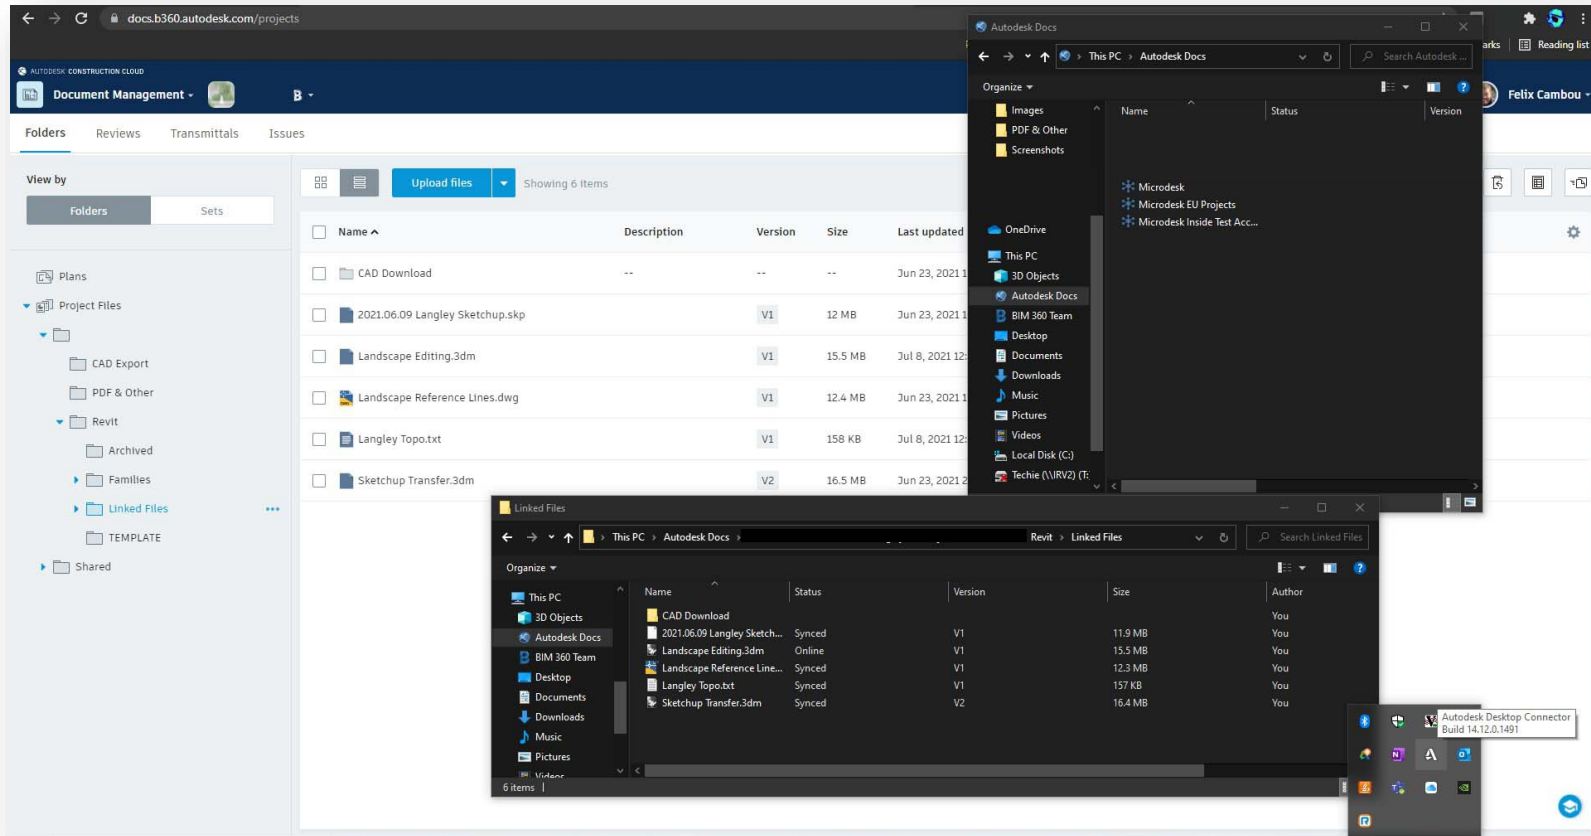 docs.b360.autodesk.com/projects
arks Reading list
AUTODESK CONSTRUCTION CLOUD
Document Management B
Felix Cambou
Folders Reviews Transmittals Issues
View by
Folders Sets
Plans
Project Files
CAD Export
PDF & Other
Revit
Archived
Families
Linked Files
TEMPLATE
Shared
Upload files Showing 6 items
Name Description Version Size Last updated
CAD Download -- -- -- Jun 23, 2021 1
2021.06.09 Langley Sketchup.skp V1 12 MB Jun 23, 2021 1
Landscape Editing.3dm V1 15.5 MB Jul 8, 2021 12:
Landscape Reference Lines.dwg V1 12.4 MB Jun 23, 2021 1
Langley Topo.txt V1 158 KB Jul 8, 2021 12:
Sketchup Transfer.3dm V2 16.5 MB Jun 23, 2021 2
Autodesk Docs
This PC > Autodesk Docs Search Autodesk ...
Organize
Images
PDF & Other
Screenshots
OneDrive
This PC
3D Objects
Autodesk Docs
BIM 360 Team
Desktop
Documents
Downloads
Music
Pictures
Videos
Local Disk (C:)
Techie (\\IRV2) (T:
Name Status Version
Microdesk
Microdesk EU Projects
Microdesk Inside Test Acc...
Linked Files
This PC > Autodesk Docs > Revit > Linked Files Search Linked Files
Organize
This PC
3D Objects
Autodesk Docs
BIM 360 Team
Desktop
Documents
Downloads
Music
Pictures
Videos
Name Status Version Size Author
CAD Download You
2021.06.09 Langley Sketch... Synced V1 11.9 MB You
Landscape Editing.3dm Online V1 15.5 MB You
Landscape Reference Line... Synced V1 12.3 MB You
Langley Topo.txt Synced V1 157 KB You
Sketchup Transfer.3dm Synced V2 16.4 MB You
6 items
Autodesk Desktop Connector
Build 14.12.0.1491